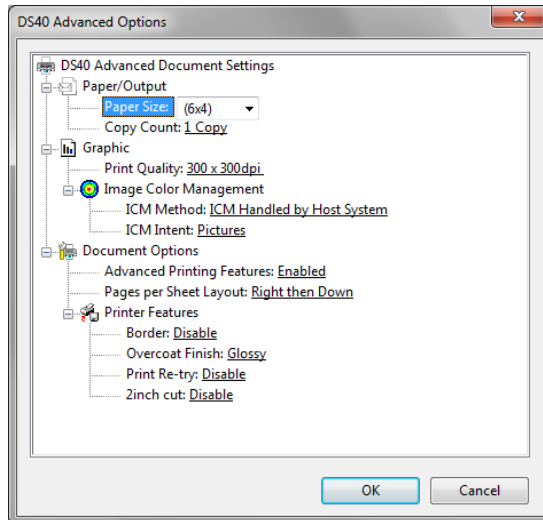 DS40 Advanced Options
DS40 Advanced Document Settings
Paper/Output
Paper Size: (6x4)
Copy Count: 1 Copy
Graphic
Print Quality: 300 x 300dpi
Image Color Management
ICM Method: ICM Handled by Host System
ICM Intent: Pictures
Document Options
Advanced Printing Features: Enabled
Pages per Sheet Layout: Right then Down
Printer Features
Border: Disable
Overcoat Finish: Glossy
Print Re-try: Disable
2inch cut: Disable
OK Cancel